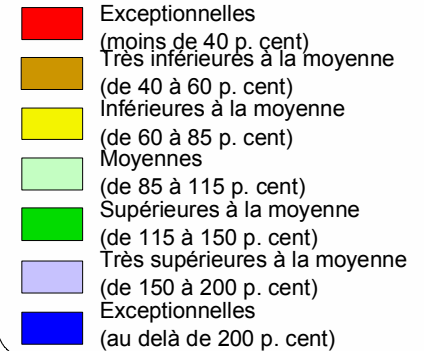 Exceptionnelles
(moins de 40 p. cent)
Très inférieures à la moyenne
(de 40 à 60 p. cent)
Inférieures à la moyenne
(de 60 à 85 p. cent)
Moyennes
(de 85 à 115 p. cent)
Supérieures à la moyenne
(de 115 à 150 p. cent)
Très supérieures à la moyenne
(de 150 à 200 p. cent)
Exceptionnelles
(au delà de 200 p. cent)